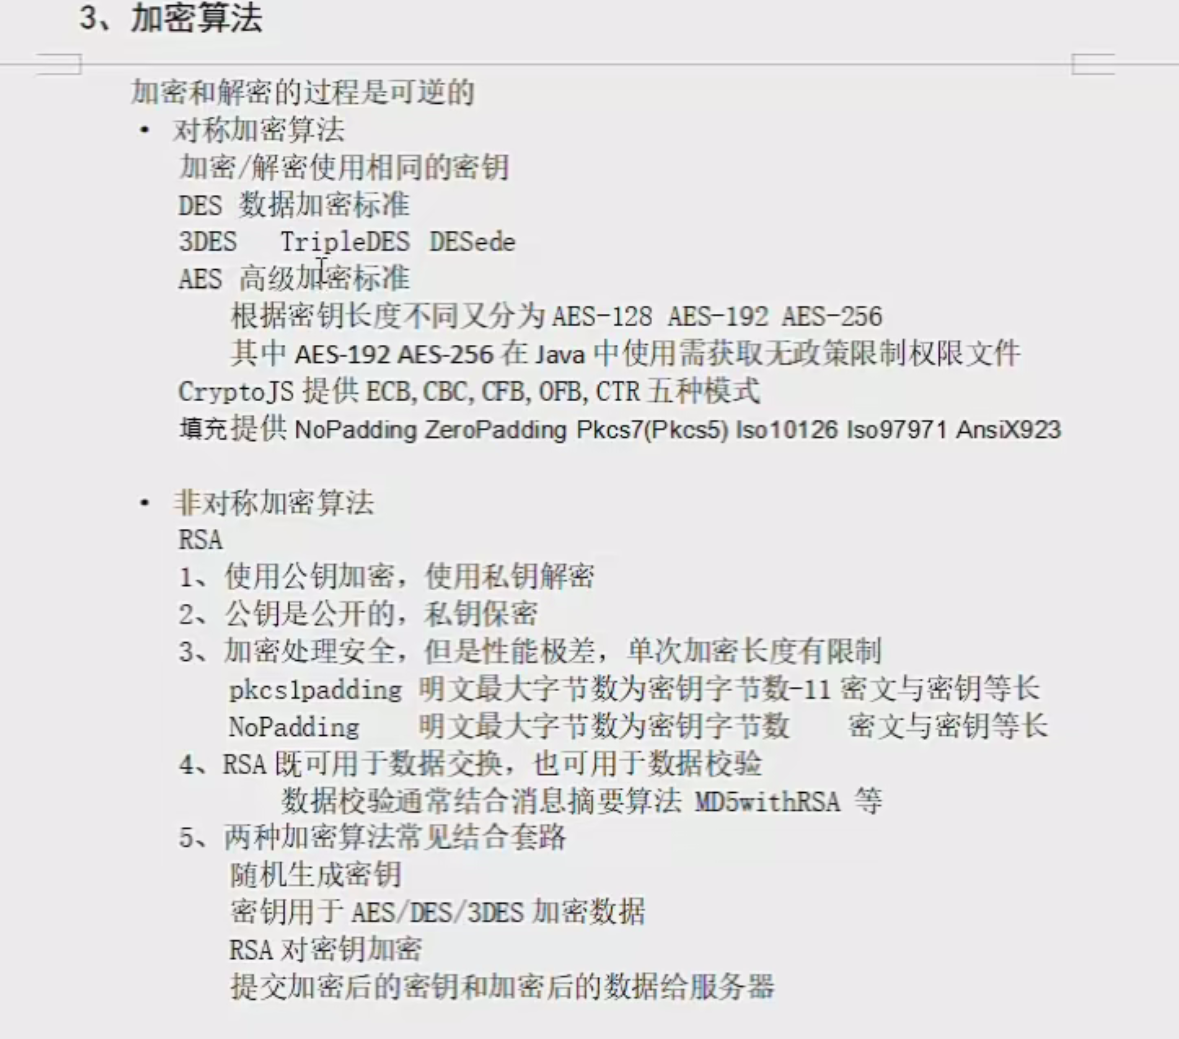 3、加密算法
加密和解密的过程是可逆的
• 对称加密算法
加密/解密使用相同的密钥
DES 数据加密标准
3DES TripleDES DESede
AES 高级加密标准
根据密钥长度不同又分为 AES-128 AES-192 AES-256
其中 AES-192 AES-256 在 Java 中使用需获取无政策限制权限文件
CryptoJS 提供 ECB,CBC,CFB,OFB,CTR 五种模式
填充提供 NoPadding ZeroPadding Pkcs7(Pkcs5) Iso10126 Iso97971 AnsiX923
• 非对称加密算法
RSA
1、使用公钥加密，使用私钥解密
2、公钥是公开的，私钥保密
3、加密处理安全，但是性能极差，单次加密长度有限制
pkcs1padding 明文最大字节数为密钥字节数-11 密文与密钥等长
NoPadding 明文最大字节数为密钥字节数 密文与密钥等长
4、RSA 既可用于数据交换，也可用于数据校验
数据校验通常结合消息摘要算法 MD5withRSA 等
5、两种加密算法常见结合套路
随机生成密钥
密钥用于 AES/DES/3DES 加密数据
RSA 对密钥加密
提交加密后的密钥和加密后的数据给服务器